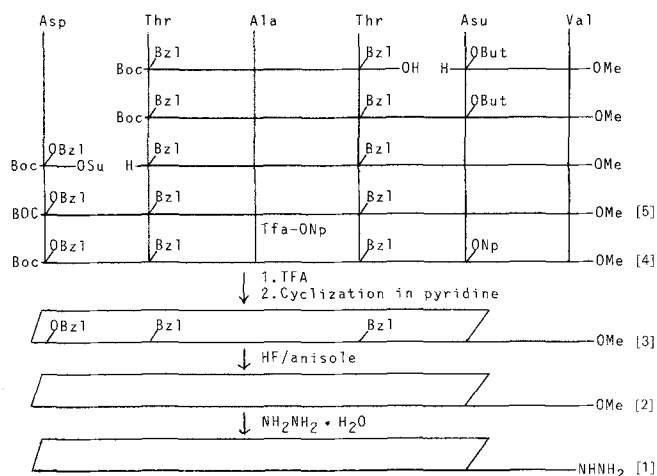 Asp Thr Ala Thr Asu Val
Bzl Bzl OBut
Boc OH H OMe
Bzl Bzl OBut
Boc OMe
OBzl Bzl Bzl
Boc OSu H OMe
OBzl Bzl Bzl
BOC OMe [5]
Tfa-ONp
OBzl Bzl Bzl ONp
Boc OMe [4]
1.TFA
2.Cyclization in pyridine
OBzl Bzl Bzl
OMe [3]
HF/anisole
OMe [2]
NH2NH2 • H2O
NHNH2 [1]